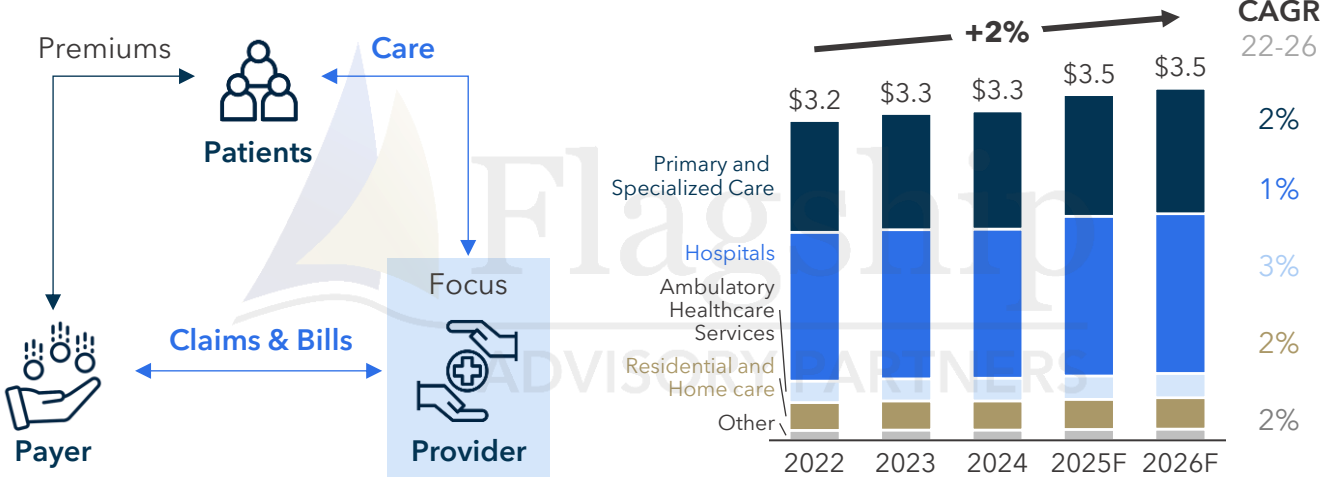 Premiums
Care
Patients
Focus
Claims & Bills
Payer
Provider
+2%
CAGR
22-26
$3.2
$3.3
$3.3
$3.5
$3.5
Primary and
Specialized Care
Hospitals
Ambulatory
Healthcare
Services
Residential and
Home care
Other
2%
1%
3%
2%
2%
2022
2023
2024
2025F
2026F
Flagship
ADVISORY PARTNERS